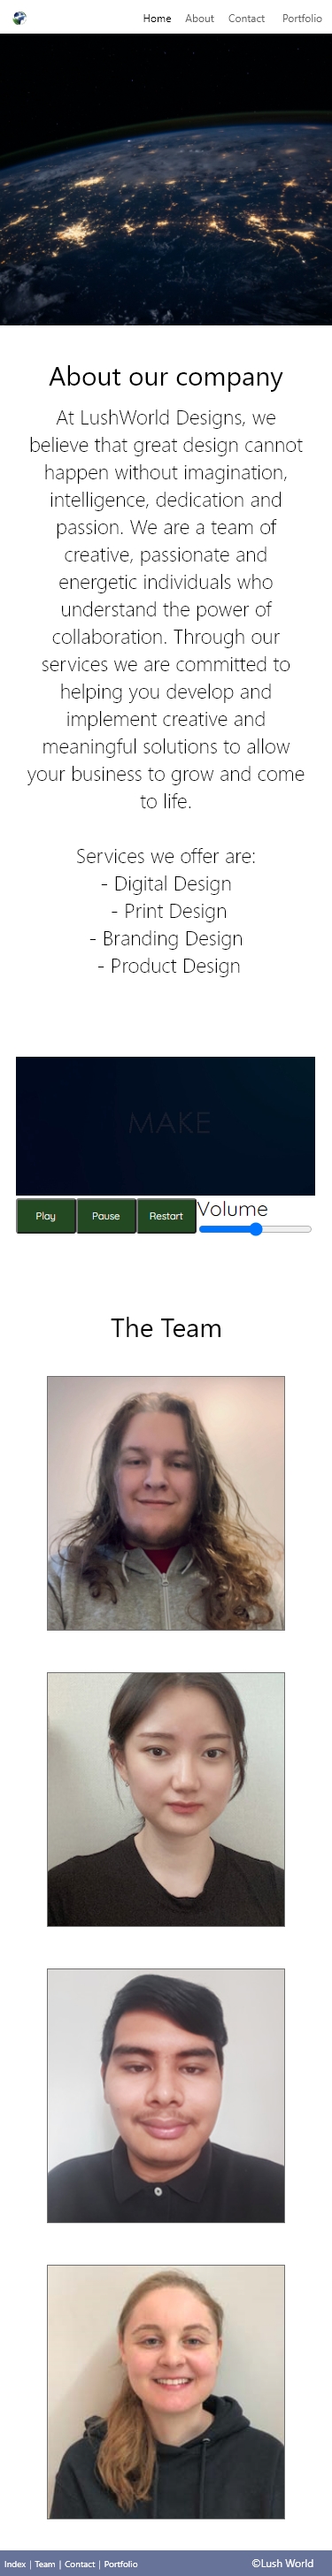 Home About Contact Portfolio
About our company
At LushWorld Designs, we
believe that great design cannot
happen without imagination,
intelligence, dedication and
passion. We are a team of
creative, passionate and
energetic individuals who
understand the power of
collaboration. Through our
services we are committed to
helping you develop and
implement creative and
meaningful solutions to allow
your business to grow and come
to life.
Services we offer are:
- Digital Design
- Print Design
- Branding Design
- Product Design
MAKE
Play Pause Restart Volume
The Team
Index | Team | Contact | Portfolio ©Lush World